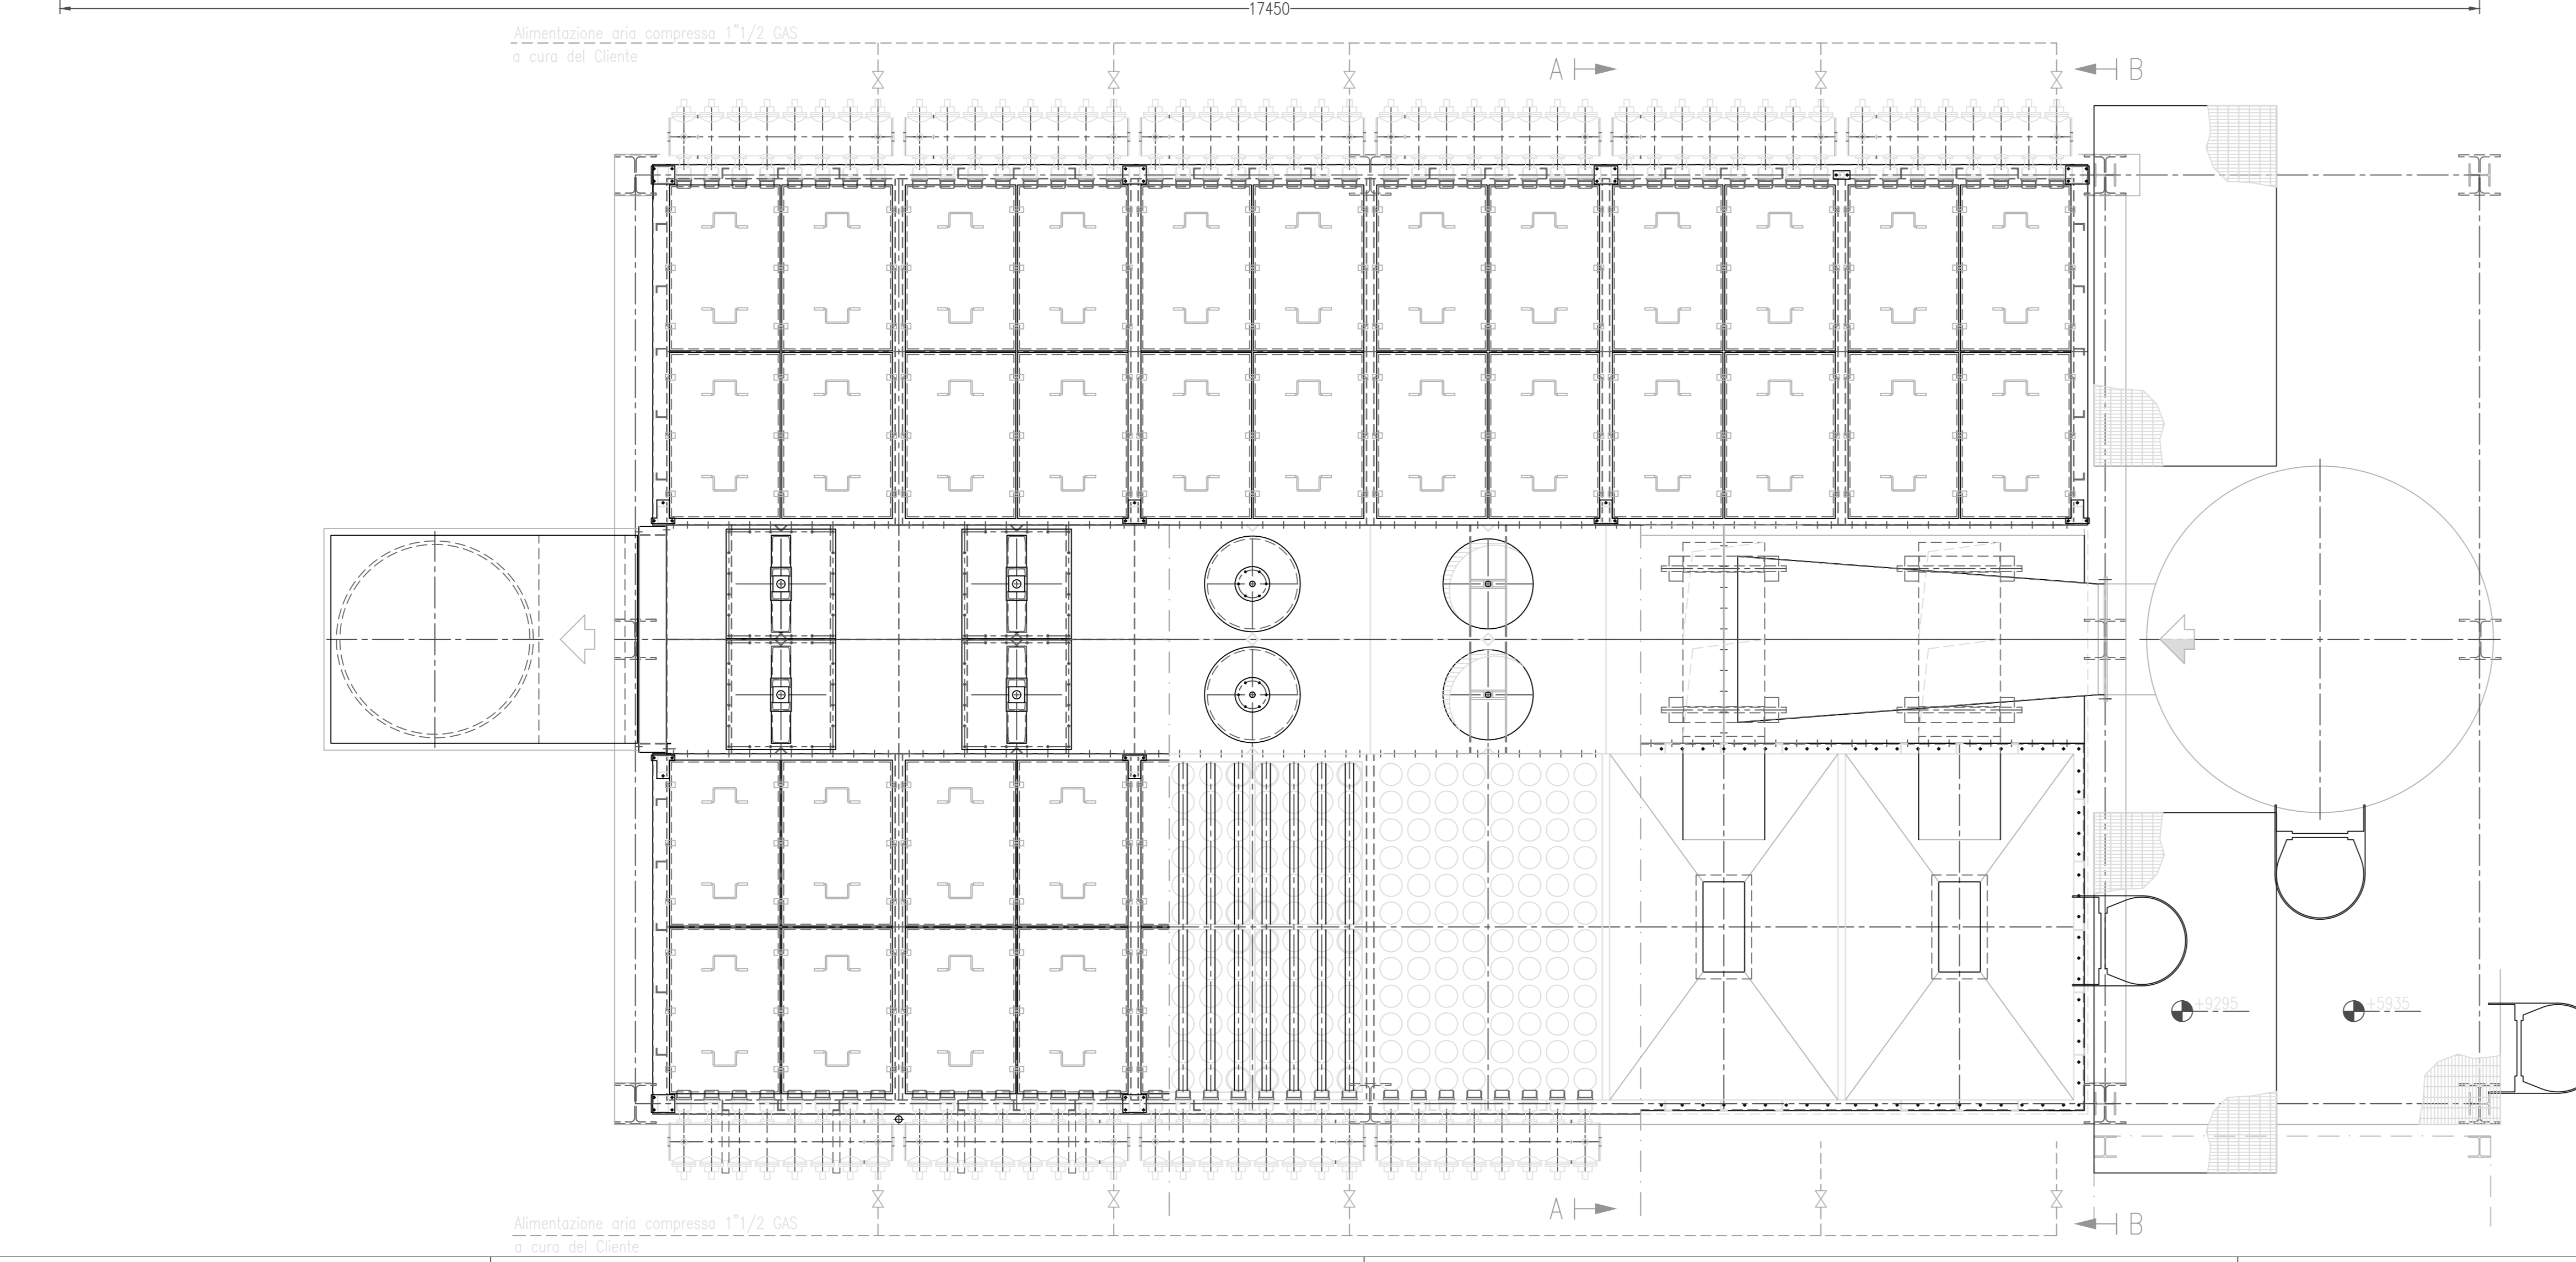 17450
Alimentazione aria compressa 1"1/2 GAS
a cura del Cliente
A
B
+9295
+5935
A
B
Alimentazione aria compressa 1"1/2 GAS
a cura del Cliente